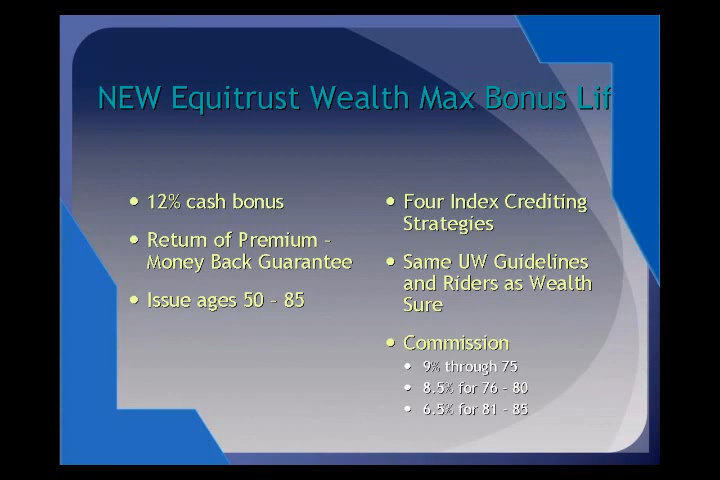 NEW Equitrust Wealth Max Bonus Lif
• 12% cash bonus
• Return of Premium –
Money Back Guarantee
• Issue ages 50 – 85
• Four Index Crediting
Strategies
• Same UW Guidelines
and Riders as Wealth
Sure
• Commission
• 9% through 75
• 8.5% for 76 – 80
• 6.5% for 81 – 85